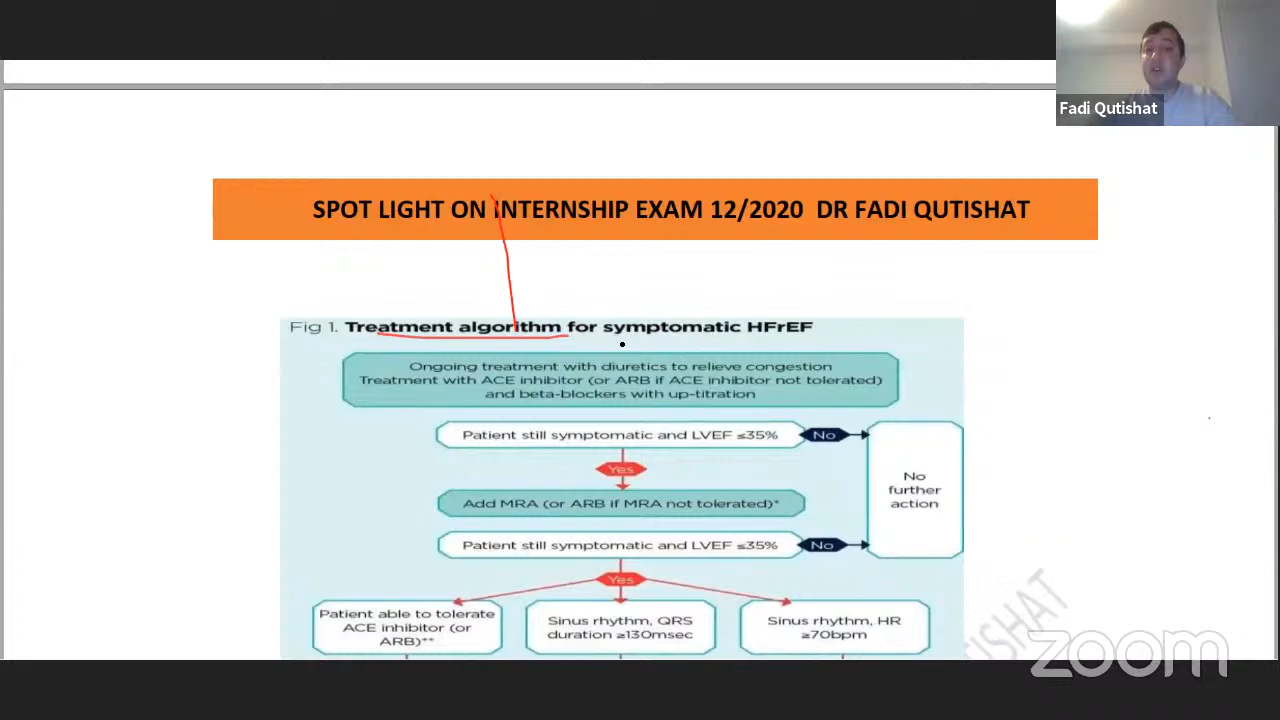 Fadi Qutishat
SPOT LIGHT ON INTERNSHIP EXAM 12/2020 DR FADI QUTISHAT
Fig 1. Treatment algorithm for symptomatic HFrEF
Ongoing treatment with diuretics to relieve congestion
Treatment with ACE inhibitor (or ARB if ACE inhibitor not tolerated)
and beta-blockers with up-titration
Patient still symptomatic and LVEF ≤35%
No
No
further
action
Yes
Add MRA (or ARB if MRA not tolerated)*
Patient still symptomatic and LVEF ≤35%
No
Yes
Patient able to tolerate
ACE inhibitor (or
ARB)**
Sinus rhythm, QRS
duration ≥130msec
Sinus rhythm, HR
≥70bpm
zoom